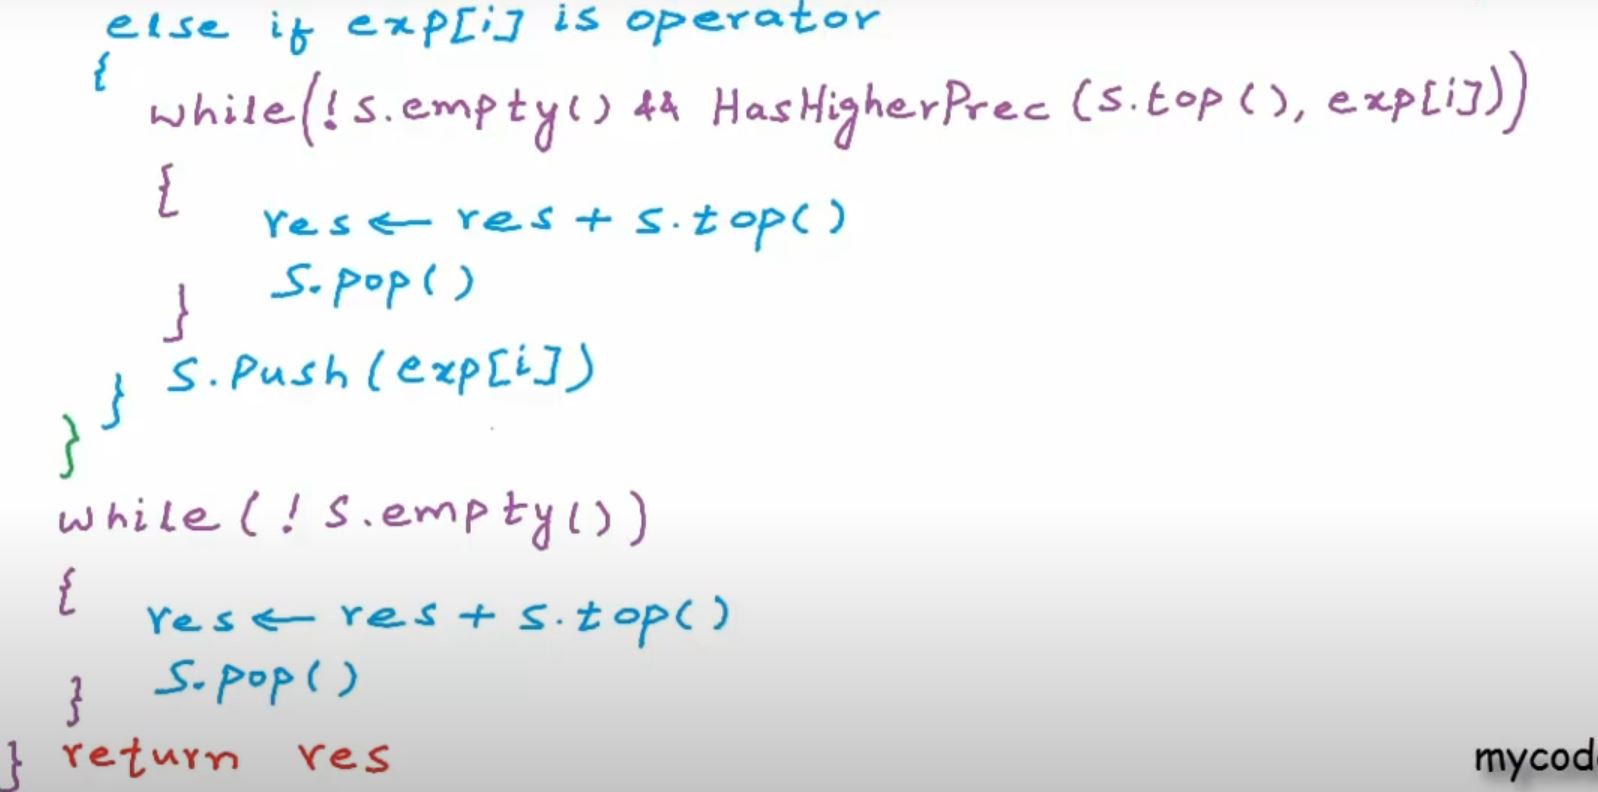 else if exp[i] is operator
{
while(!s.empty() && HasHigherPrec(s.top(), exp[i]))
{
res ← res + s.top()
S.pop()
}
S.Push(exp[i])
}
}
while(!s.empty())
{
res ← res + s.top()
S.pop()
}
return res
}
mycod